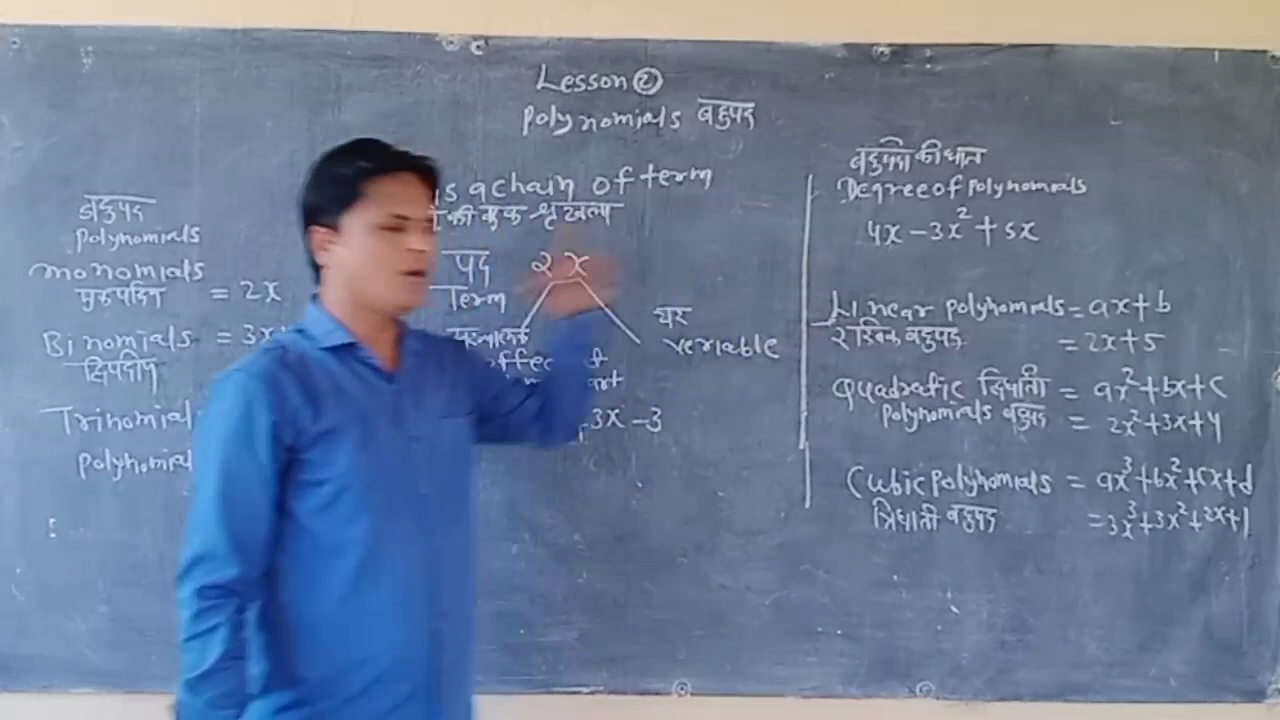 Lesson ②
Polynomials बहुपद
बहुपद
Polynomials
Monomials
= 2x
Binomials = 3x
द्विपदीय
Trinomial
Polynomial
is a chain of term
की एक श्रृंखला
पद 2x
Term
चर
variable
3x - 3
बहुपदों की घात
Degree of Polynomials
4x - 3x² + 5x
Linear Polynomials = ax + b
रैखिक बहुपद = 2x + 5
Quadratic द्विघाती = ax² + bx + c
Polynomials बहुपद = 2x² + 3x + 4
Cubic Polynomials = ax³ + bx² + cx + d
त्रिघाती बहुपद = 3x³ + 3x² + 2x + 1